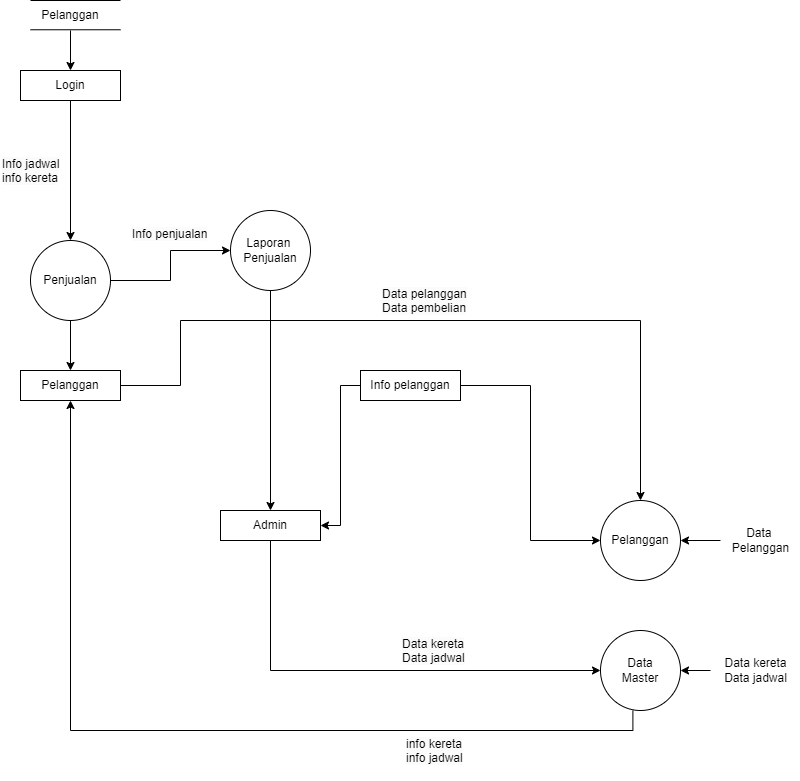 Pelanggan
Login
Info jadwal
info kereta
Info penjualan
Laporan
Penjualan
Penjualan
Data pelanggan
Data pembelian
Pelanggan
Info pelanggan
Admin
Pelanggan
Data
Pelanggan
Data kereta
Data jadwal
Data
Master
Data kereta
Data jadwal
info kereta
info jadwal